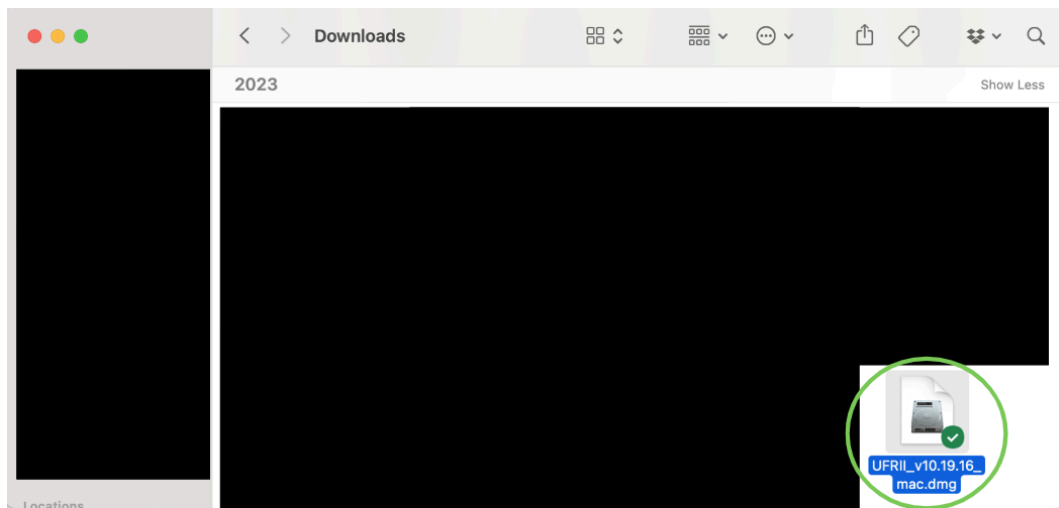 Downloads
2023
Show Less
UFRII_v10.19.16_
mac.dmg
Locations